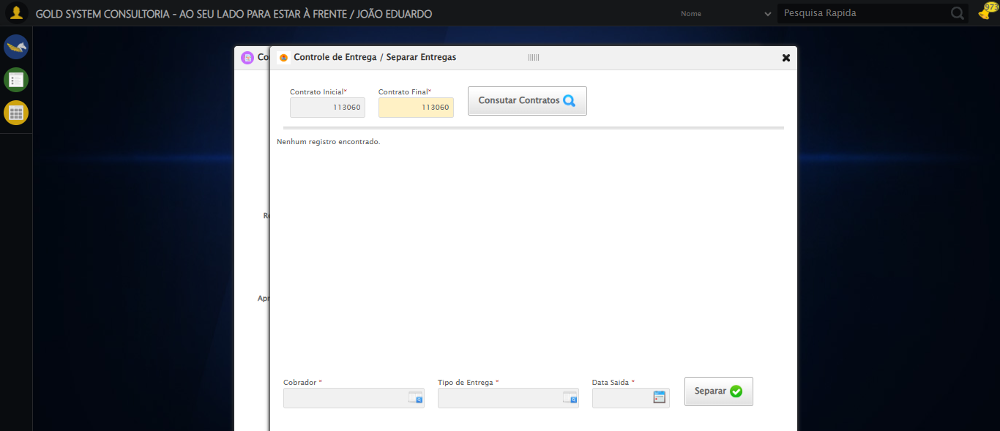 GOLD SYSTEM CONSULTORIA - AO SEU LADO PARA ESTAR À FRENTE / JOÃO EDUARDO
Nome
Pesquisa Rapida
973
Co
Controle de Entrega / Separar Entregas
Contrato Inicial*
Contrato Final*
113060
113060
Consutar Contratos
Nenhum registro encontrado.
Re
Apr
Cobrador *
Tipo de Entrega *
Data Saida *
Separar